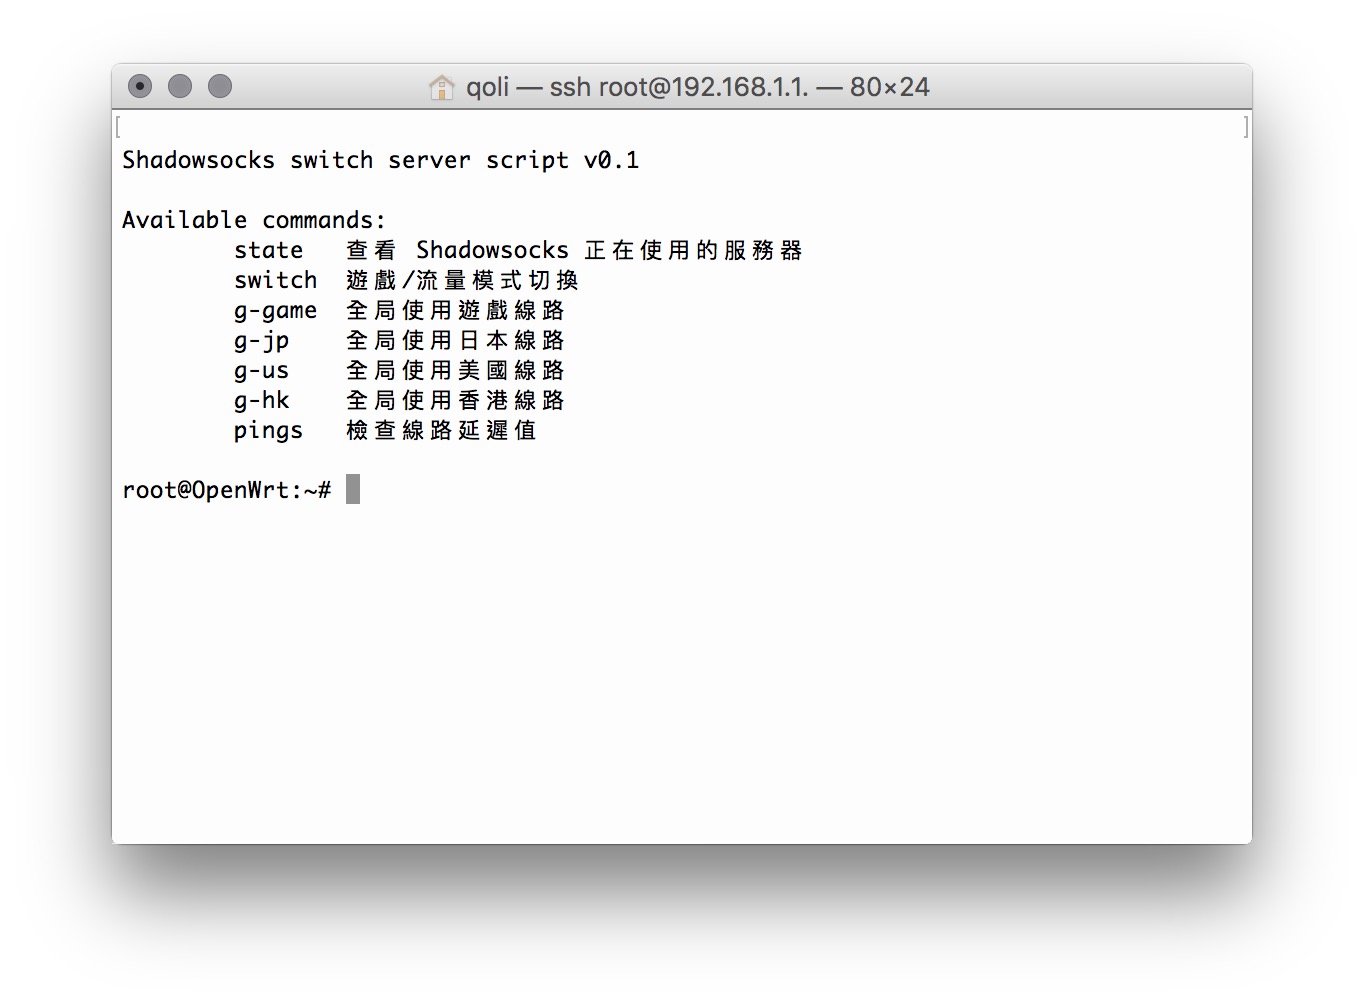 qoli — ssh root@192.168.1.1. — 80×24
[ ]
Shadowsocks switch server script v0.1
Available commands:
state 查看 Shadowsocks 正在使用的服務器
switch 遊戲/流量模式切換
g-game 全局使用遊戲線路
g-jp 全局使用日本線路
g-us 全局使用美國線路
g-hk 全局使用香港線路
pings 檢查線路延遲值
root@OpenWrt:~#